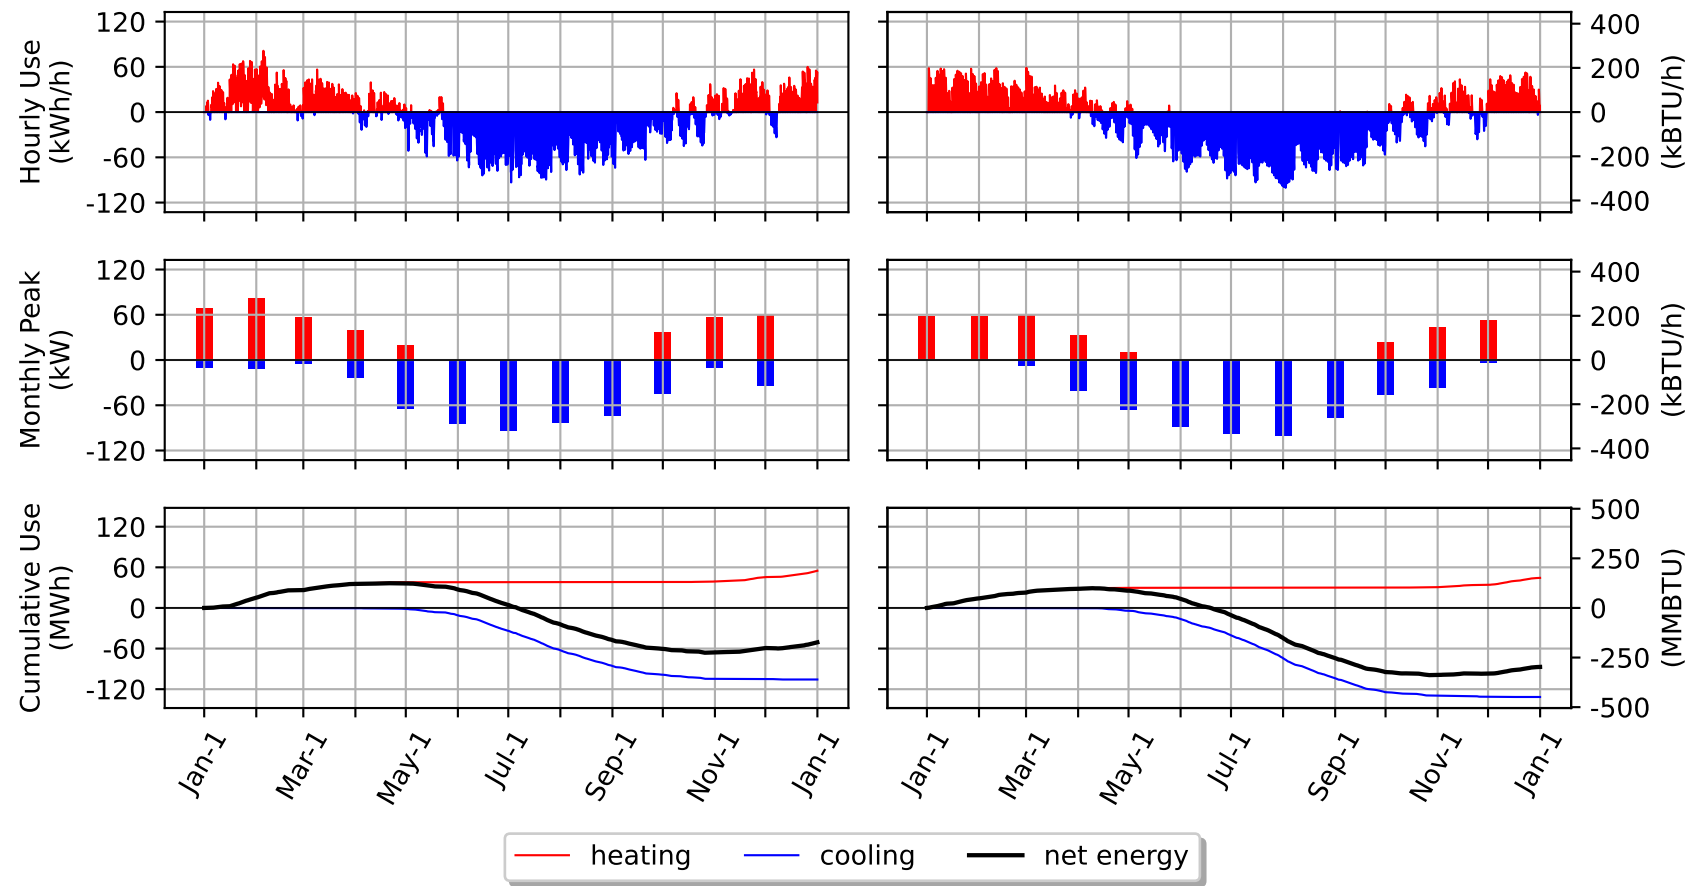 Hourly Use
(kWh/h)
120
60
0
-60
-120
400
200
0
-200
-400
(kBTU/h)
Monthly Peak
(kW)
120
60
0
-60
-120
400
200
0
-200
-400
(kBTU/h)
Cumulative Use
(MWh)
120
60
0
-60
-120
500
250
0
-250
-500
(MMBTU)
Jan-1 Mar-1 May-1 Jul-1 Sep-1 Nov-1 Jan-1
Jan-1 Mar-1 May-1 Jul-1 Sep-1 Nov-1 Jan-1
heating cooling net energy